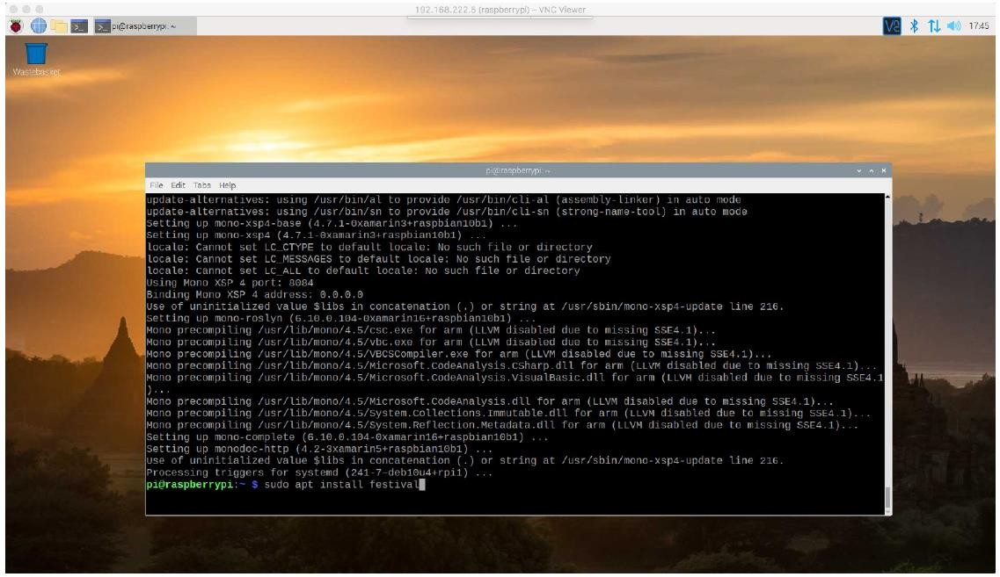 192.168.222.5 (raspberrypi) – VNC Viewer
pi@raspberrypi: ~
17:45
Wastebasket
pi@raspberrypi: ~
File Edit Tabs Help
update-alternatives: using /usr/bin/al to provide /usr/bin/cli-al (assembly-linker) in auto mode
update-alternatives: using /usr/bin/sn to provide /usr/bin/cli-sn (strong-name-tool) in auto mode
Setting up mono-xsp4-base (4.7.1-0xamarin3+raspbian10b1) ...
Setting up mono-xsp4 (4.7.1-0xamarin3+raspbian10b1) ...
locale: Cannot set LC_CTYPE to default locale: No such file or directory
locale: Cannot set LC_MESSAGES to default locale: No such file or directory
locale: Cannot set LC_ALL to default locale: No such file or directory
Using Mono XSP 4 port: 8084
Binding Mono XSP 4 address: 0.0.0.0
Use of uninitialized value $libs in concatenation (.) or string at /usr/sbin/mono-xsp4-update line 216.
Setting up mono-roslyn (6.10.0.104-0xamarin16+raspbian10b1) ...
Mono precompiling /usr/lib/mono/4.5/csc.exe for arm (LLVM disabled due to missing SSE4.1)...
Mono precompiling /usr/lib/mono/4.5/vbc.exe for arm (LLVM disabled due to missing SSE4.1)...
Mono precompiling /usr/lib/mono/4.5/VBCSCompiler.exe for arm (LLVM disabled due to missing SSE4.1)...
Mono precompiling /usr/lib/mono/4.5/Microsoft.CodeAnalysis.CSharp.dll for arm (LLVM disabled due to missing SSE4.1)...
Mono precompiling /usr/lib/mono/4.5/Microsoft.CodeAnalysis.VisualBasic.dll for arm (LLVM disabled due to missing SSE4.1
)...
Mono precompiling /usr/lib/mono/4.5/Microsoft.CodeAnalysis.dll for arm (LLVM disabled due to missing SSE4.1)...
Mono precompiling /usr/lib/mono/4.5/System.Collections.Immutable.dll for arm (LLVM disabled due to missing SSE4.1)...
Mono precompiling /usr/lib/mono/4.5/System.Reflection.Metadata.dll for arm (LLVM disabled due to missing SSE4.1)...
Setting up mono-complete (6.10.0.104-0xamarin16+raspbian10b1) ...
Setting up monodoc-http (4.2-3xamarin5+raspbian10b1) ...
Use of uninitialized value $libs in concatenation (.) or string at /usr/sbin/mono-xsp4-update line 216.
Processing triggers for systemd (241-7~deb10u4+rpi1) ...
pi@raspberrypi:~ $ sudo apt install festival